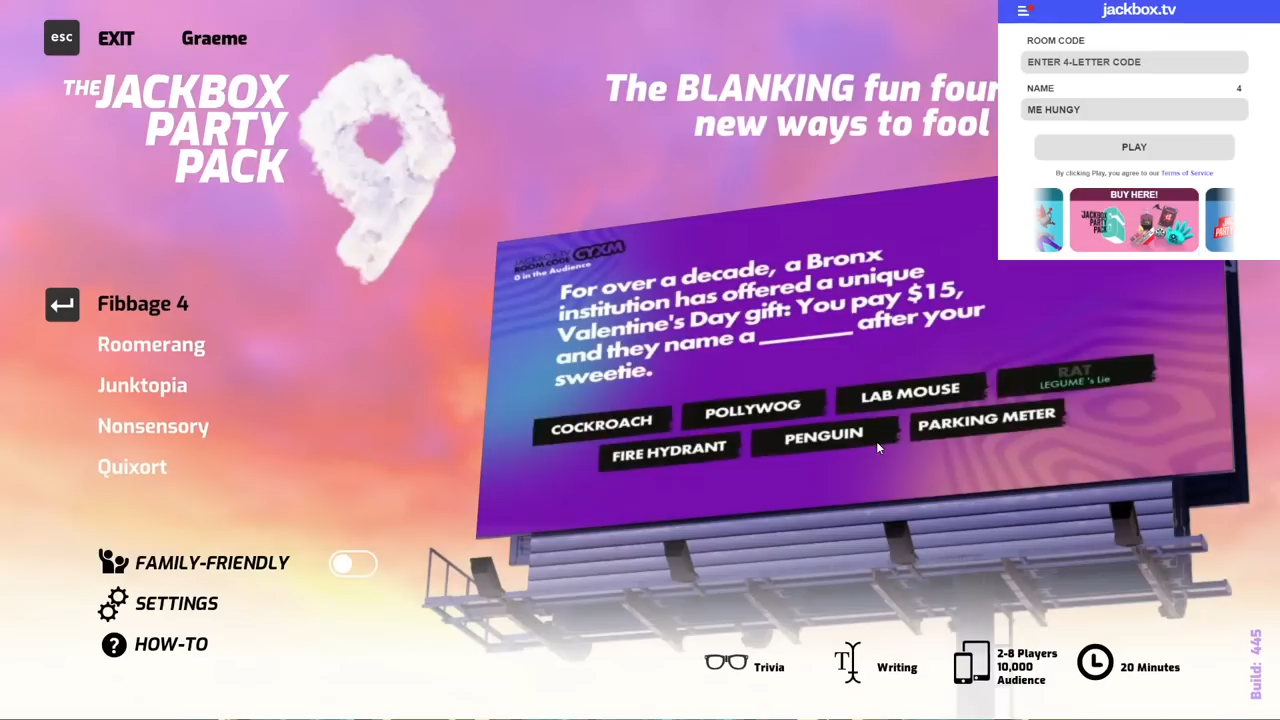 esc EXIT Graeme
THE JACKBOX
PARTY
PACK
9
The BLANKING fun four
new ways to fool
jackbox.tv
ROOM CODE
ENTER 4-LETTER CODE
NAME 4
ME HUNGY
PLAY
By clicking Play, you agree to our Terms of Service
BUY HERE!
JACKBOX.TV
ROOM CODE CYXM
0 in the Audience
For over a decade, a Bronx
institution has offered a unique
Valentine's Day gift: You pay $15,
and they name a ________ after your
sweetie.
COCKROACH
POLLYWOG
LAB MOUSE
RAT
LEGUME 's Lie
FIRE HYDRANT
PENGUIN
PARKING METER
Fibbage 4
Roomerang
Junktopia
Nonsensory
Quixort
FAMILY-FRIENDLY
SETTINGS
? HOW-TO
Trivia
Writing
2-8 Players
10,000
Audience
20 Minutes
Build: 445